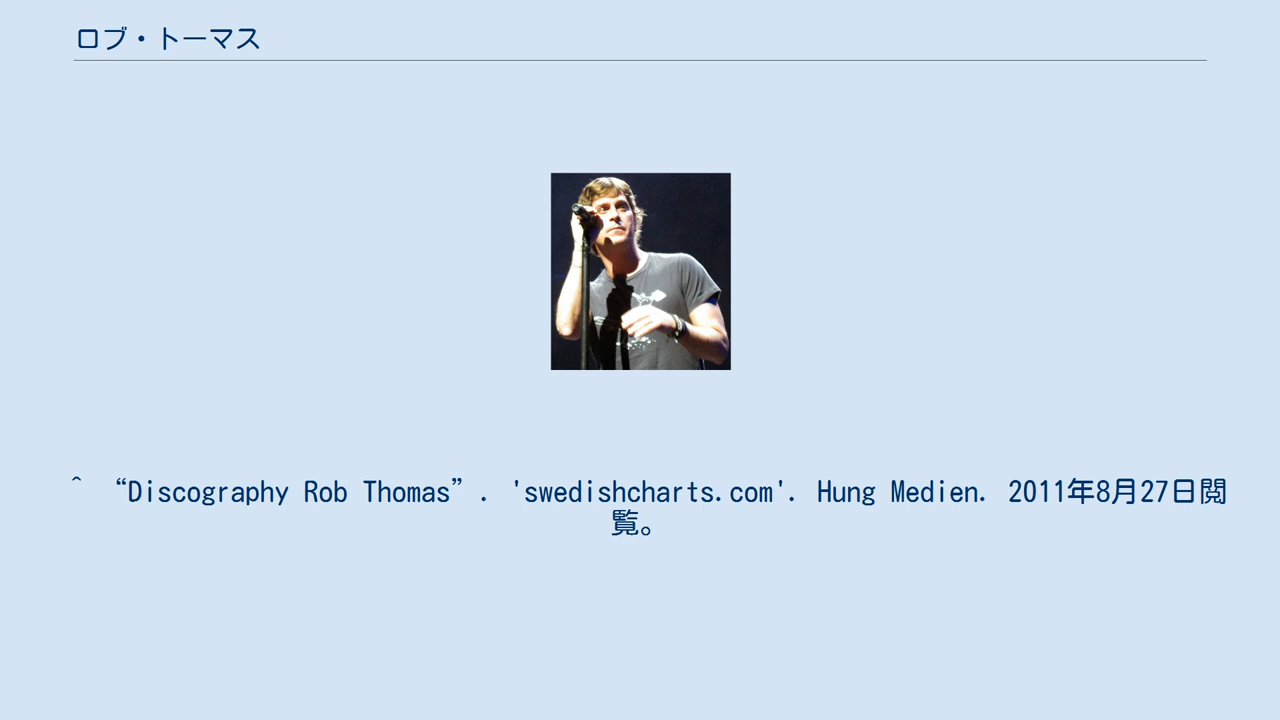 ロブ・トーマス
^ “Discography Rob Thomas”. 'swedishcharts.com'. Hung Medien. 2011年8月27日閲
覧。